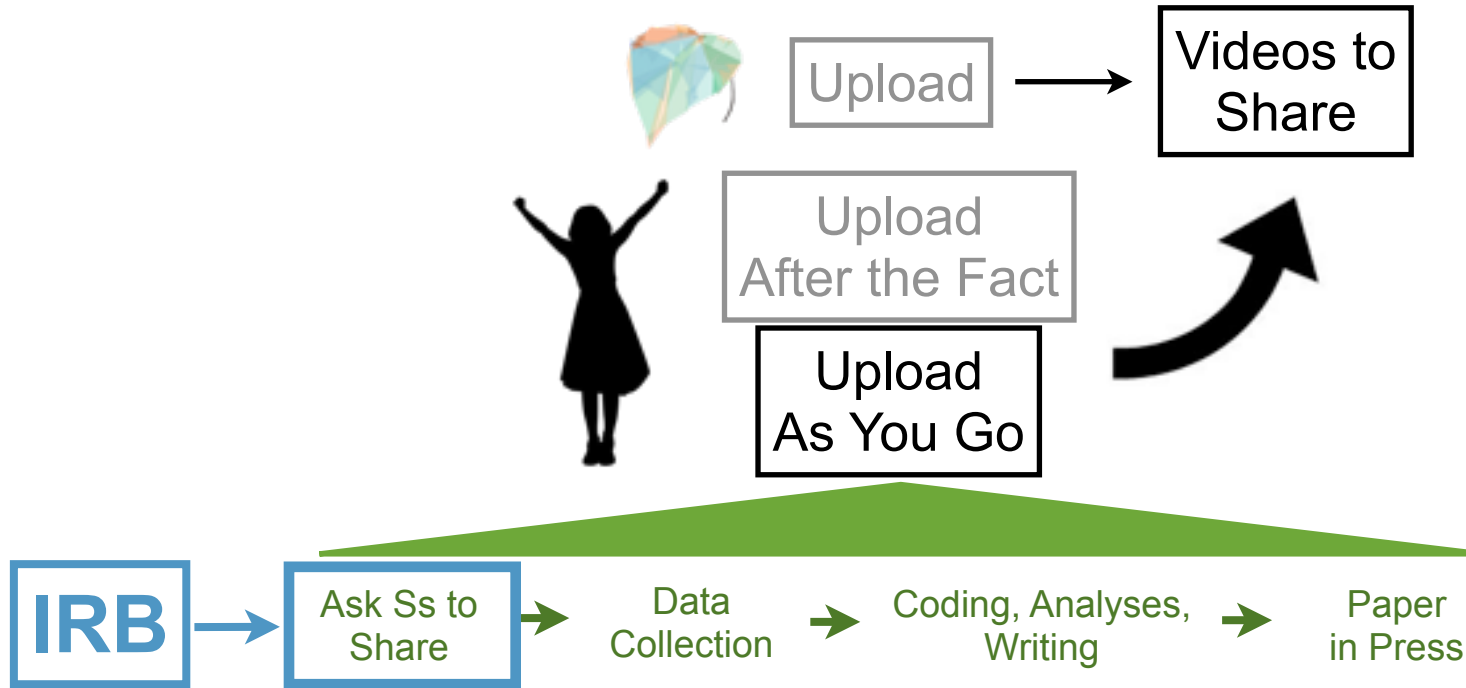 Upload
Videos to
Share
Upload
After the Fact
Upload
As You Go
IRB
Ask Ss to
Share
Data
Collection
Coding, Analyses,
Writing
Paper
in Press